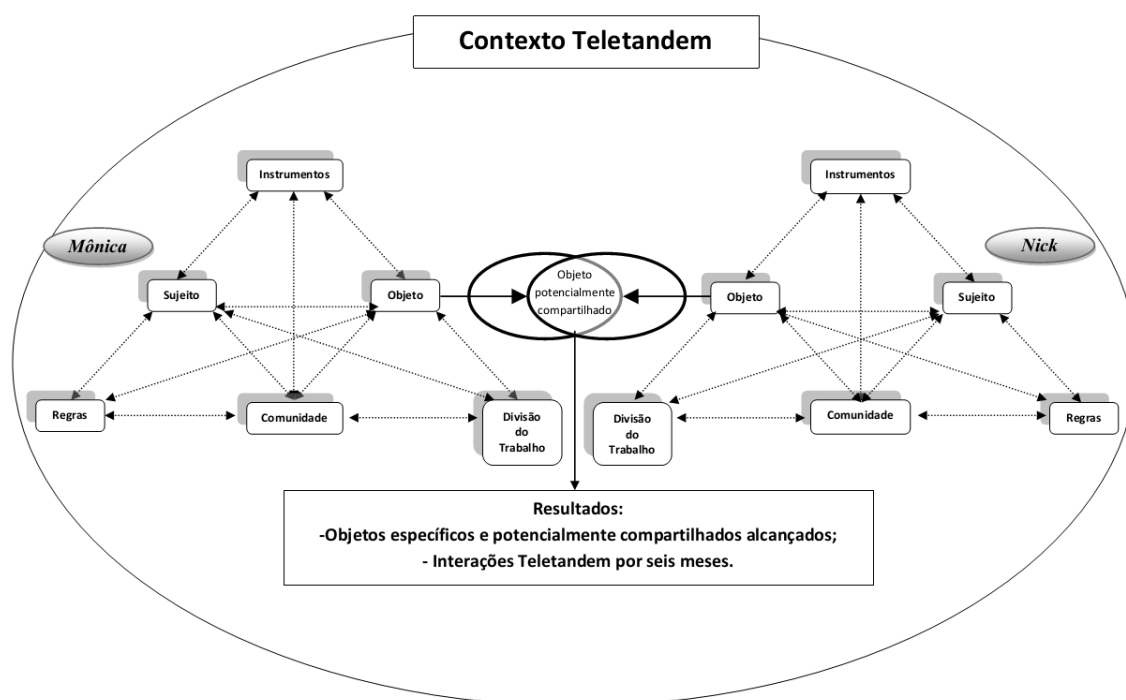 Contexto Teletandem
Instrumentos
Instrumentos
Mônica
Nick
Sujeito
Objeto
Objeto
potencialmente
compartilhado
Objeto
Sujeito
Regras
Comunidade
Divisão
do
Trabalho
Divisão
do
Trabalho
Comunidade
Regras
Resultados:
-Objetos específicos e potencialmente compartilhados alcançados;
- Interações Teletandem por seis meses.